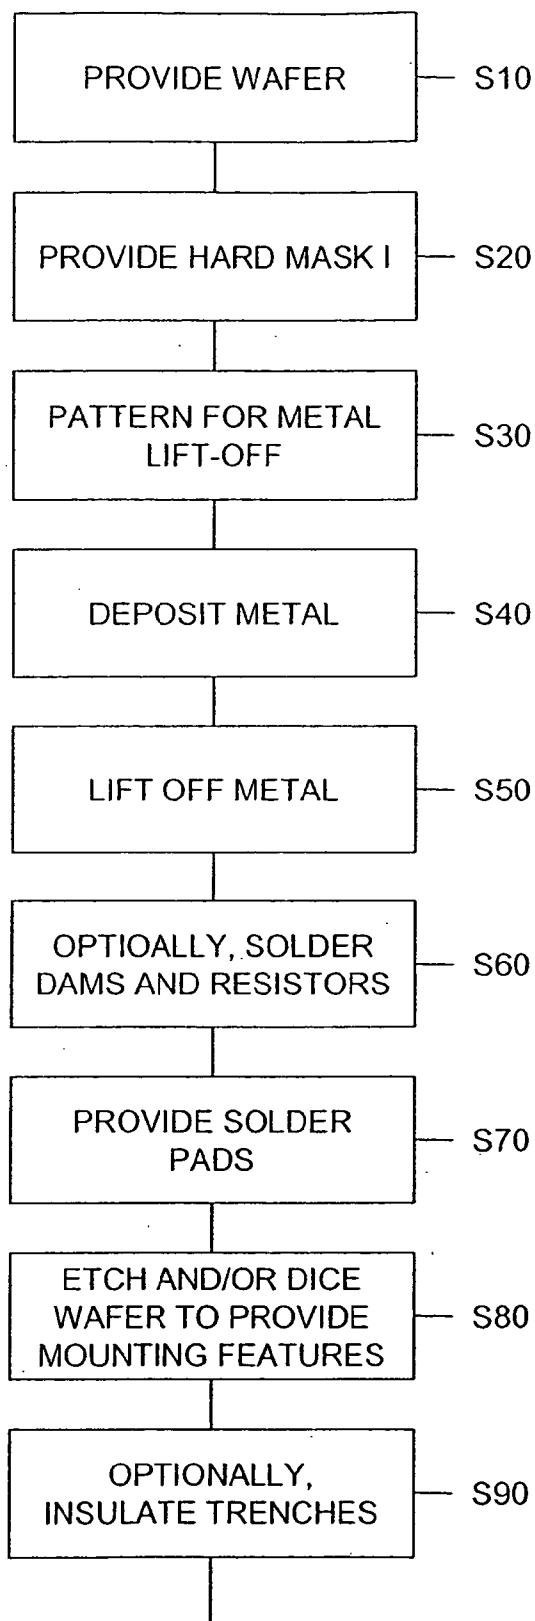 PROVIDE WAFER
S10
PROVIDE HARD MASK I
S20
PATTERN FOR METAL
LIFT-OFF
S30
DEPOSIT METAL
S40
LIFT OFF METAL
S50
OPTIOALLY, SOLDER
DAMS AND RESISTORS
S60
PROVIDE SOLDER
PADS
S70
ETCH AND/OR DICE
WAFER TO PROVIDE
MOUNTING FEATURES
S80
OPTIONALLY,
INSULATE TRENCHES
S90